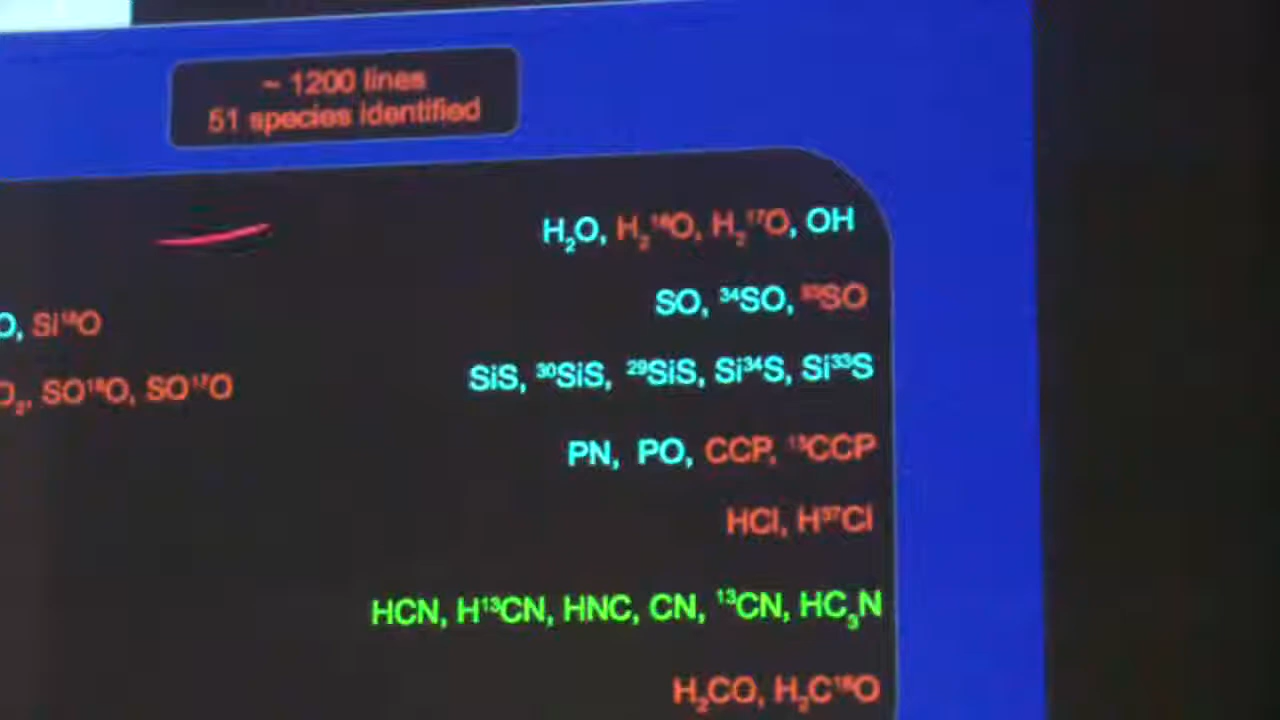 ~ 1200 lines
51 species identified
H₂O, H₂¹⁸O, H₂¹⁷O, OH
O, Si¹⁸O
SO, ³⁴SO, ³³SO
O₂, SO¹⁸O, SO¹⁷O
SiS, ³⁰SiS, ²⁹SiS, Si³⁴S, Si³³S
PN, PO, CCP, ¹³CCP
HCl, H³⁷Cl
HCN, H¹³CN, HNC, CN, ¹³CN, HC₃N
H₂CO, H₂C¹⁸O